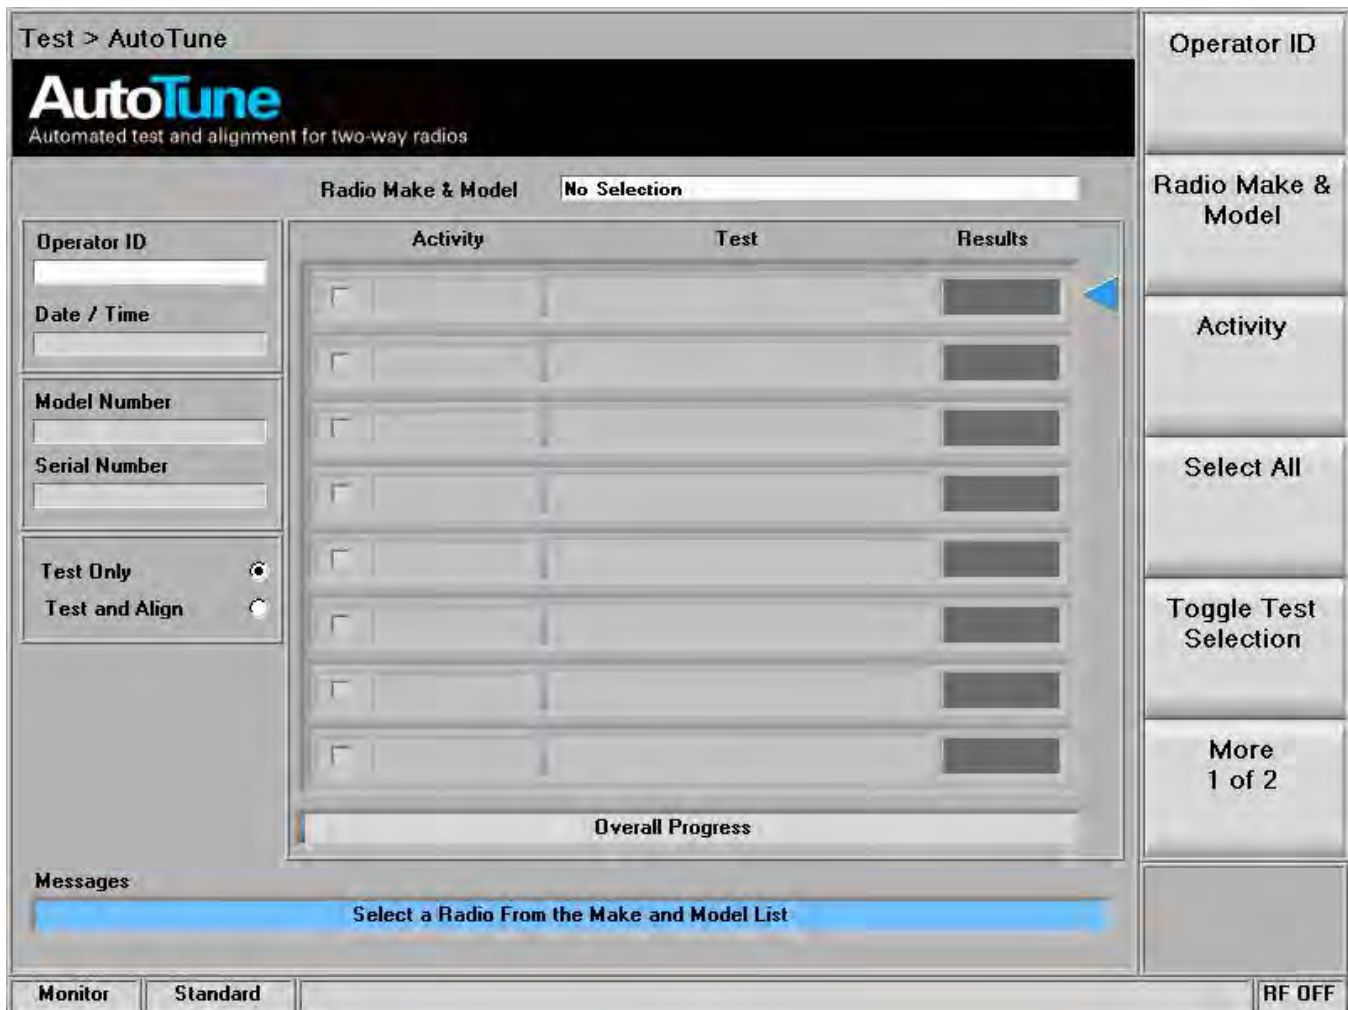 Test > AutoTune
AutoTune
Automated test and alignment for two-way radios
Radio Make & Model
No Selection
Operator ID
Date / Time
Model Number
Serial Number
Test Only
Test and Align
Activity
Test
Results
Overall Progress
Messages
Select a Radio From the Make and Model List
Monitor
Standard
RF OFF
Operator ID
Radio Make &
Model
Activity
Select All
Toggle Test
Selection
More
1 of 2